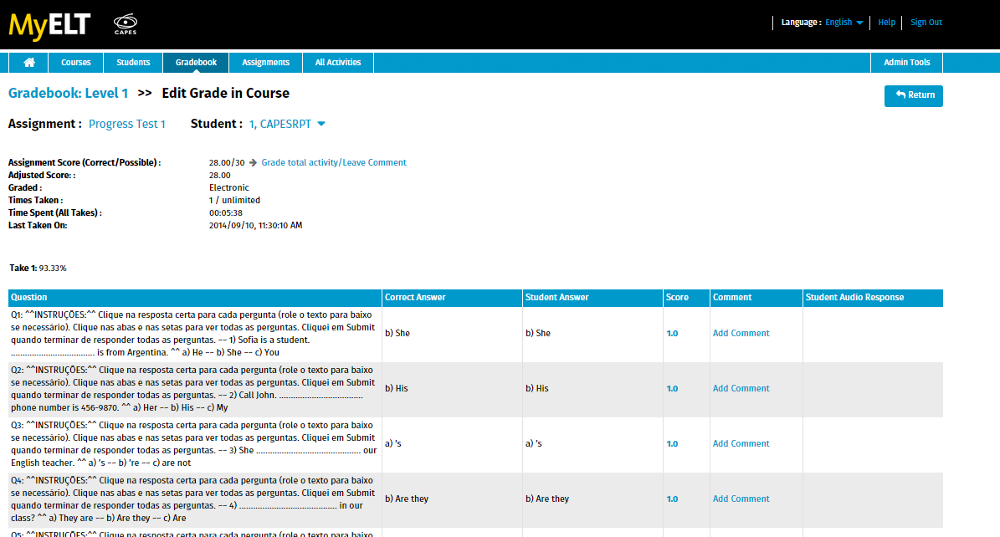 MyELT
CAPES
Language : English
Help
Sign Out
Courses
Students
Gradebook
Assignments
All Activities
Admin Tools
Gradebook: Level 1 >> Edit Grade in Course
Return
Assignment : Progress Test 1 Student : 1, CAPESRPT
Assignment Score (Correct/Possible) : 28.00/30 → Grade total activity/Leave Comment
Adjusted Score: : 28.00
Graded : Electronic
Times Taken : 1 / unlimited
Time Spent (All Takes) : 00:05:38
Last Taken On: 2014/09/10, 11:30:10 AM
Take 1: 93.33%
Question Correct Answer Student Answer Score Comment Student Audio Response
Q1: ^^INSTRUÇÕES:^^ Clique na resposta certa para cada pergunta (role o texto para baixo
se necessário). Clique nas abas e nas setas para ver todas as perguntas. Cliquei em Submit
quando terminar de responder todas as perguntas. -- 1) Sofia is a student.
.................................... is from Argentina. ^^ a) He -- b) She -- c) You
b) She
b) She
1.0
Add Comment
Q2: ^^INSTRUÇÕES:^^ Clique na resposta certa para cada pergunta (role o texto para baixo
se necessário). Clique nas abas e nas setas para ver todas as perguntas. Cliquei em Submit
quando terminar de responder todas as perguntas. -- 2) Call John. ....................................
phone number is 456-9870. ^^ a) Her -- b) His -- c) My
b) His
b) His
1.0
Add Comment
Q3: ^^INSTRUÇÕES:^^ Clique na resposta certa para cada pergunta (role o texto para baixo
se necessário). Clique nas abas e nas setas para ver todas as perguntas. Cliquei em Submit
quando terminar de responder todas as perguntas. -- 3) She ............................................. our
English teacher. ^^ a) 's -- b) 're -- c) are not
a) 's
a) 's
1.0
Add Comment
Q4: ^^INSTRUÇÕES:^^ Clique na resposta certa para cada pergunta (role o texto para baixo
se necessário). Clique nas abas e nas setas para ver todas as perguntas. Cliquei em Submit
quando terminar de responder todas as perguntas. -- 4) .......................................... in our
class? ^^ a) They are -- b) Are they -- c) Are
b) Are they
b) Are they
1.0
Add Comment
Q5: ^^INSTRUÇÕES:^^ Clique na resposta certa para cada pergunta (role o texto para baixo